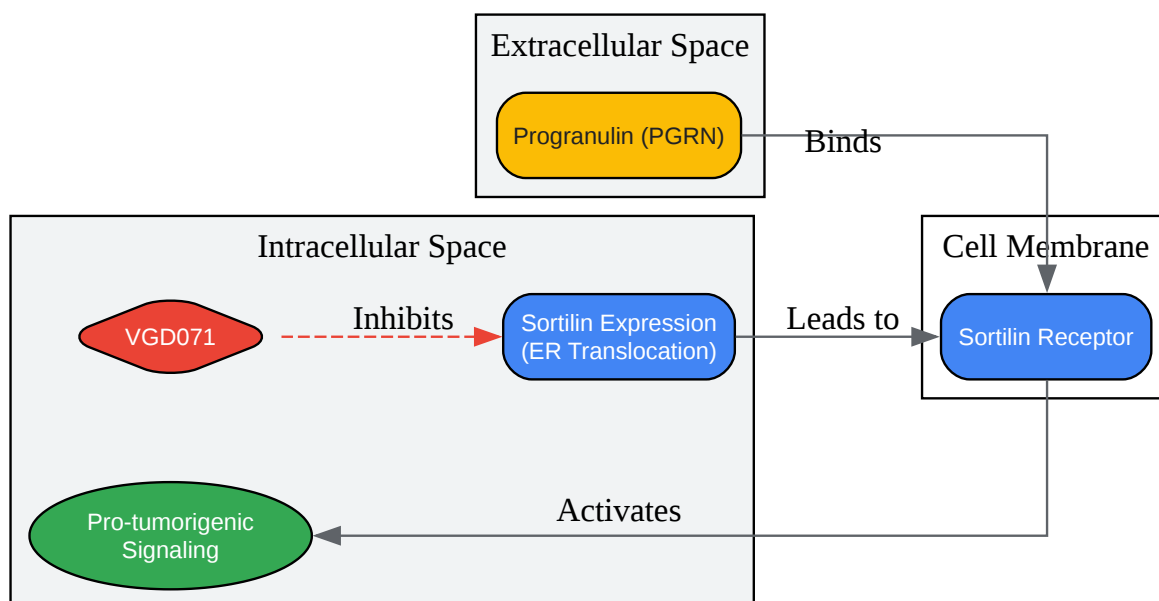 Extracellular Space
Progranulin (PGRN)
Binds
Intracellular Space
Cell Membrane
VGD071
Inhibits
Sortilin Expression
(ER Translocation)
Leads to
Sortilin Receptor
Activates
Pro-tumorigenic
Signaling